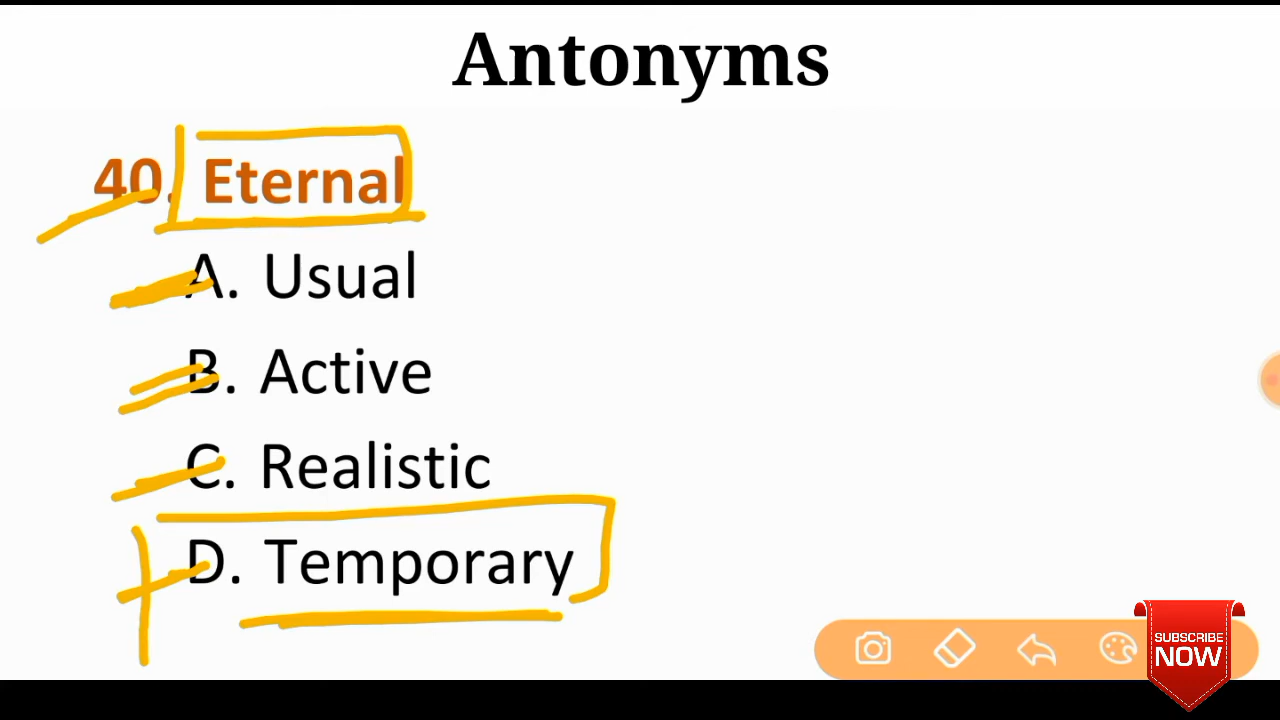 Antonyms
40. Eternal
A. Usual
B. Active
C. Realistic
D. Temporary
SUBSCRIBE
NOW